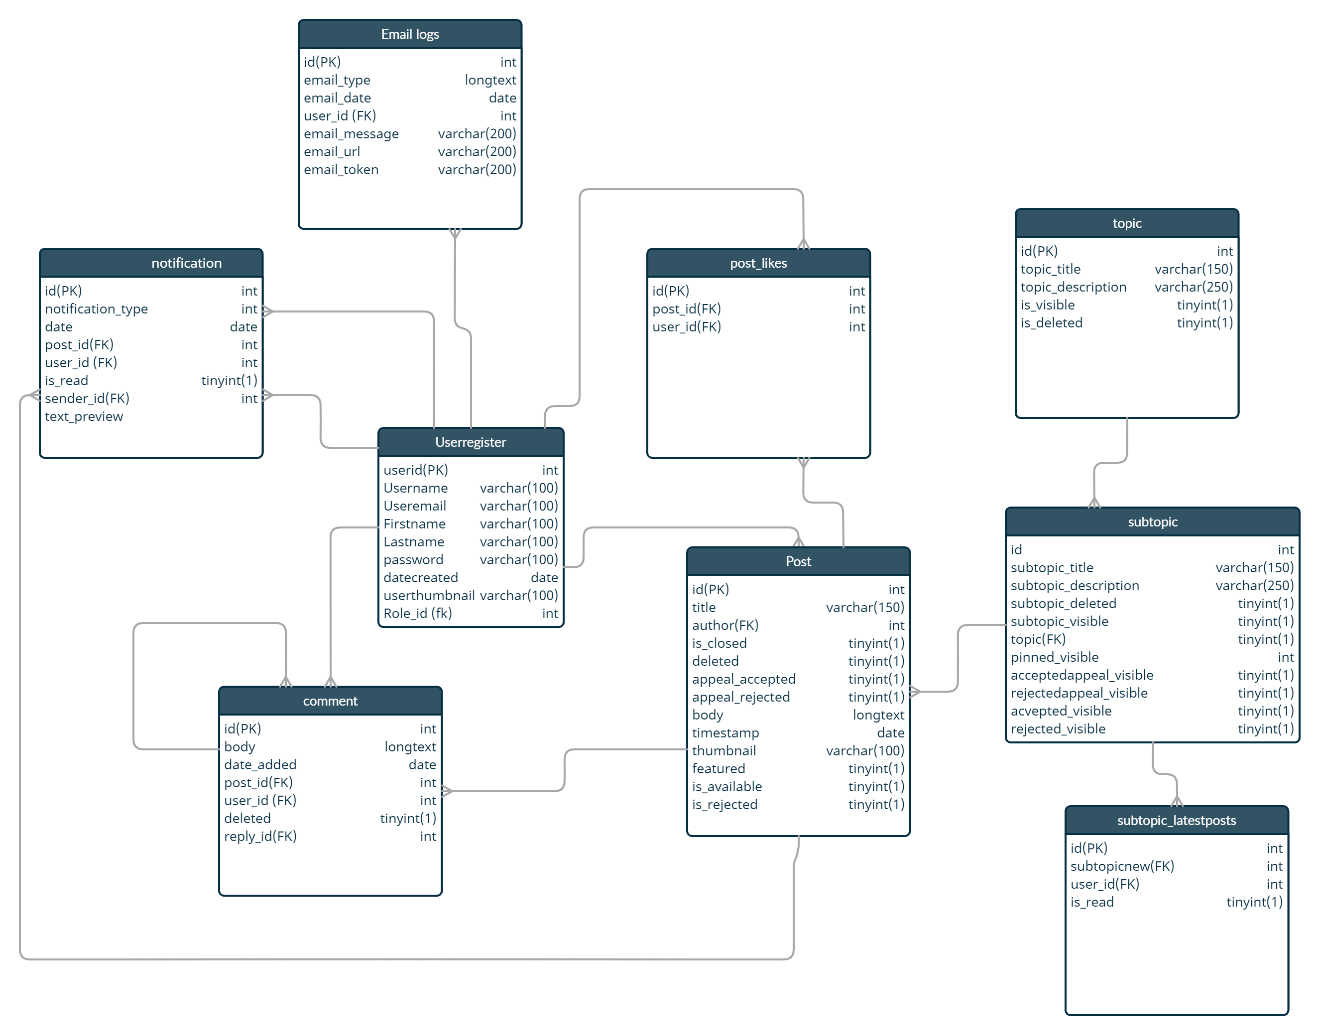 Email logs
id(PK) int
email_type longtext
email_date date
user_id (FK) int
email_message varchar(200)
email_url varchar(200)
email_token varchar(200)
notification
id(PK) int
notification_type int
date date
post_id(FK) int
user_id (FK) int
is_read tinyint(1)
sender_id(FK) int
text_preview
post_likes
id(PK) int
post_id(FK) int
user_id(FK) int
topic
id(PK) int
topic_title varchar(150)
topic_description varchar(250)
is_visible tinyint(1)
is_deleted tinyint(1)
Userregister
userid(PK) int
Username varchar(100)
Useremail varchar(100)
Firstname varchar(100)
Lastname varchar(100)
password varchar(100)
datecreated date
userthumbnail varchar(100)
Role_id (fk) int
Post
id(PK) int
title varchar(150)
author(FK) int
is_closed tinyint(1)
deleted tinyint(1)
appeal_accepted tinyint(1)
appeal_rejected tinyint(1)
body longtext
timestamp date
thumbnail varchar(100)
featured tinyint(1)
is_available tinyint(1)
is_rejected tinyint(1)
subtopic
id int
subtopic_title varchar(150)
subtopic_description varchar(250)
subtopic_deleted tinyint(1)
subtopic_visible tinyint(1)
topic(FK) tinyint(1)
pinned_visible int
acceptedappeal_visible tinyint(1)
rejectedappeal_visible tinyint(1)
acvepted_visible tinyint(1)
rejected_visible tinyint(1)
comment
id(PK) int
body longtext
date_added date
post_id(FK) int
user_id (FK) int
deleted tinyint(1)
reply_id(FK) int
subtopic_latestposts
id(PK) int
subtopicnew(FK) int
user_id(FK) int
is_read tinyint(1)